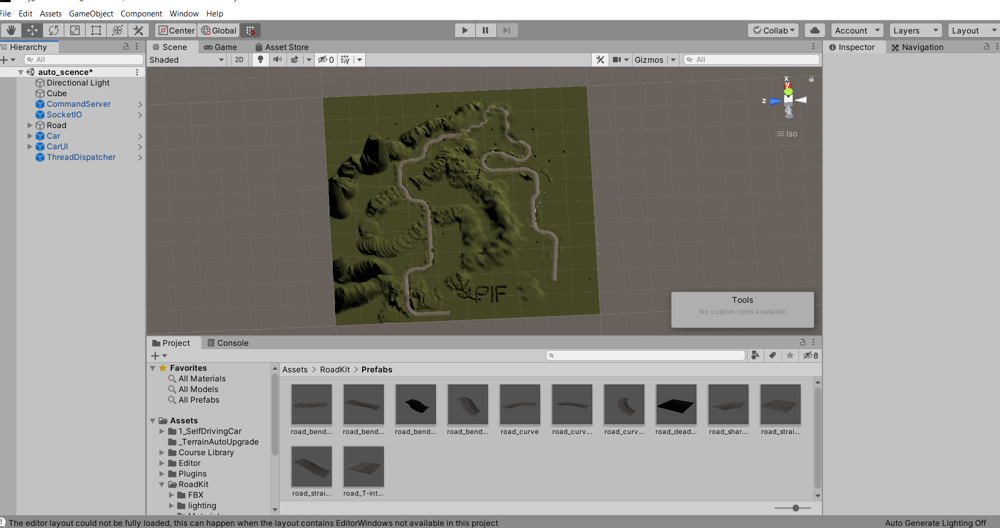 File Edit Assets GameObject Component Window Help
Center Global Collab Account Layers Layout
Hierarchy Scene Game Asset Store Inspector Navigation
All Shaded 2D 0 Gizmos All
auto_scence*
Directional Light
Cube
CommandServer
SocketIO
Road
Car
CarUI
ThreadDispatcher
x
y
z
Iso
PIF
Tools
No custom tools available
Project Console
8
Favorites
All Materials
All Models
All Prefabs
Assets
1_SelfDrivingCar
_TerrainAutoUpgrade
Course Library
Editor
Plugins
RoadKit
FBX
lighting
Assets > RoadKit > Prefabs
road_bend... road_bend... road_bend... road_bend... road_curve road_curv... road_curv... road_dead... road_shar... road_strai...
road_strai... road_T-int...
The editor layout could not be fully loaded, this can happen when the layout contains EditorWindows not available in this project
Auto Generate Lighting Off